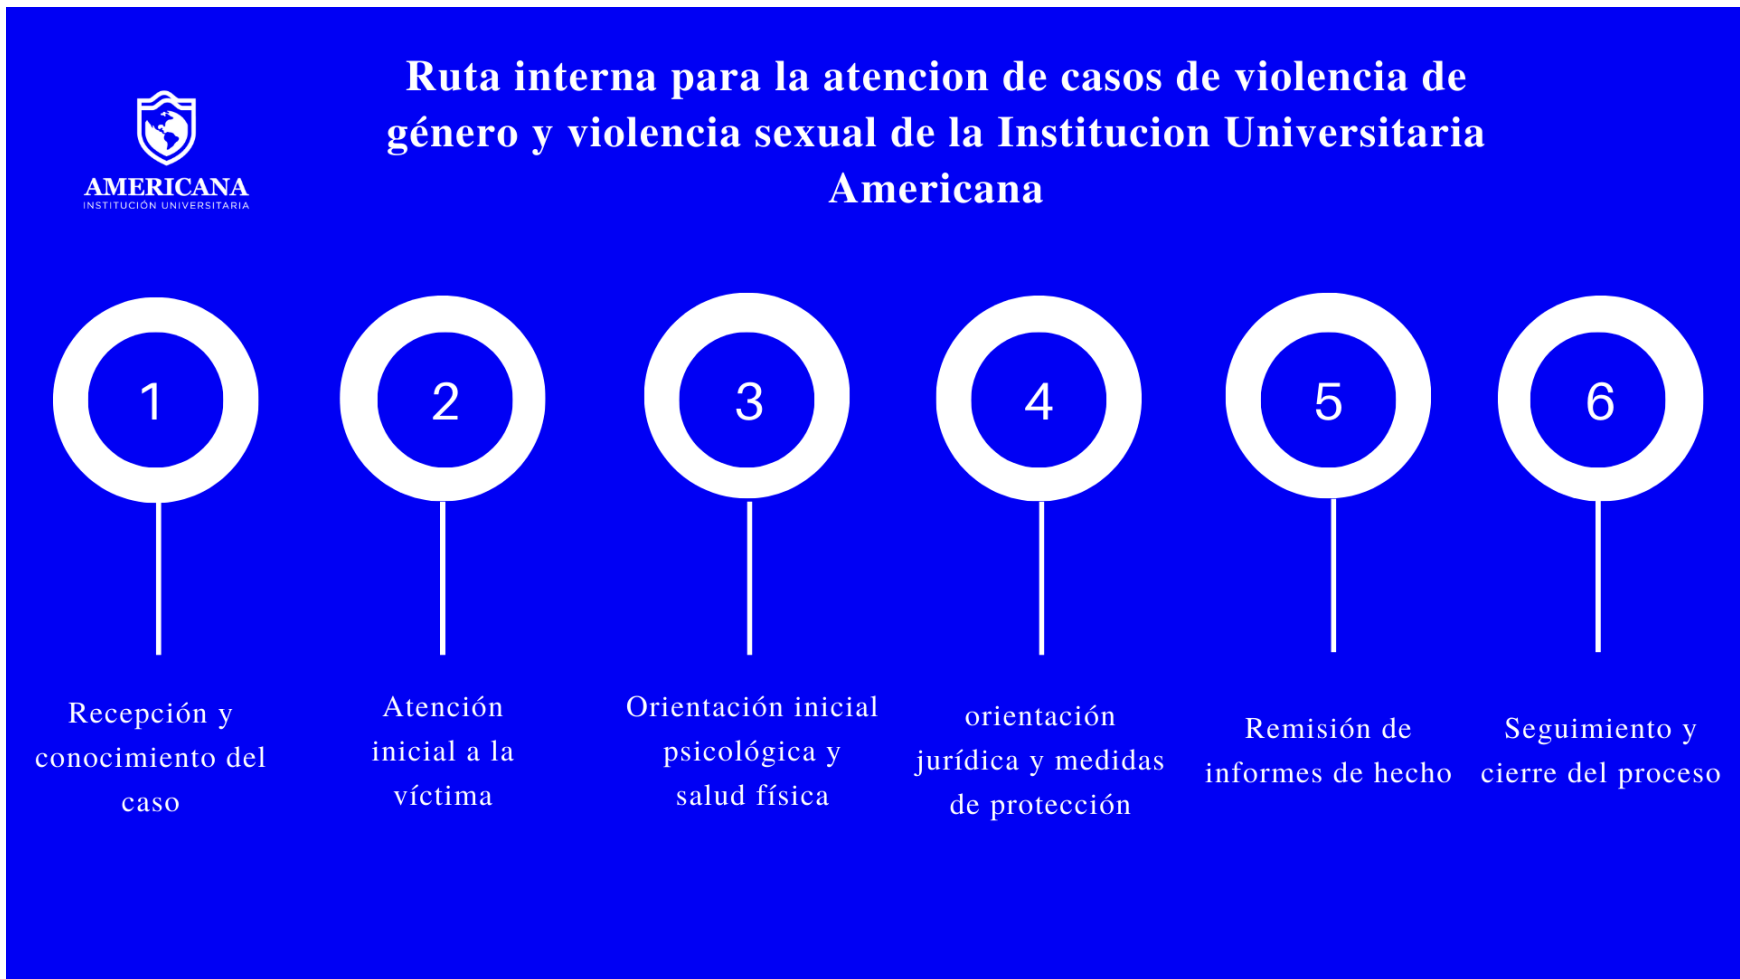 Ruta interna para la atencion de casos de violencia de
género y violencia sexual de la Institucion Universitaria
Americana
AMERICANA
INSTITUCIÓN UNIVERSITARIA
1
2
3
4
5
6
Recepción y
conocimiento del
caso
Atención
inicial a la
víctima
Orientación inicial
psicológica y
salud física
orientación
jurídica y medidas
de protección
Remisión de
informes de hecho
Seguimiento y
cierre del proceso